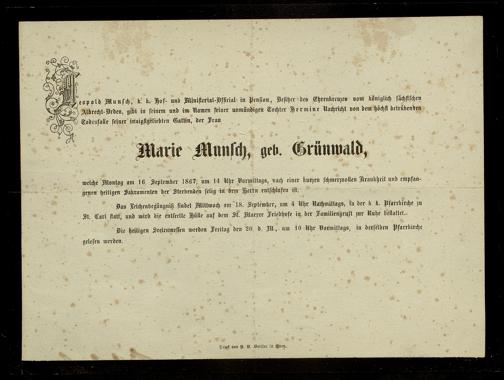 Leopold Munsch, k. k. Hof- und Ministerial-Official in Pension, Besitzer des Ehrenkreuzes vom königlich sächsischen
Albrecht-Orden, gibt in seinem und im Namen seiner unmündigen Tochter Hermine Nachricht von dem höchst betrübenden
Todesfalle seiner innigstgeliebten Gattin, der Frau
Marie Munsch, geb. Grünwald,
welche Montag am 16. September 1867, um Uhr Vormittags, nach einer kurzen schmerzvollen Krankheit und empfan-
genen heiligen Sakramenten der Sterbenden selig in dem Herrn entschlafen ist.
Das Leichenbegängniß findet Mittwoch am 18. September, um 4 Uhr Nachmittags, in der k. k. Pfarrkirche zu
St. Carl statt, und wird die entseelte Hülle auf dem St. Marxer Friedhofe in der Familiengruft zur Ruhe bestattet.
Die heiligen Seelenmessen werden Freitag den 20. d. M., um 10 Uhr Vormittags, in derselben Pfarrkirche
gelesen werden.
Druck von in Wien.